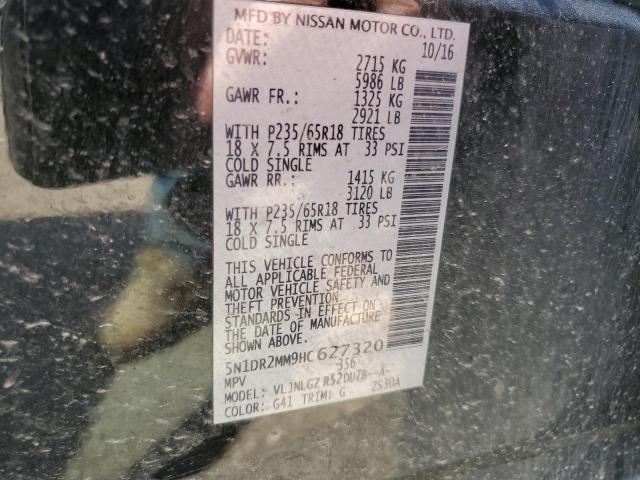 MFD BY NISSAN MOTOR CO., LTD.
DATE: 10/16
GVWR: 2715 KG
5986 LB
GAWR FR.: 1325 KG
2921 LB
WITH P235/65R18 TIRES
18 X 7.5 RIMS AT 33 PSI
COLD SINGLE
GAWR RR.: 1415 KG
3120 LB
WITH P235/65R18 TIRES
18 X 7.5 RIMS AT 33 PSI
COLD SINGLE
THIS VEHICLE CONFORMS TO
ALL APPLICABLE FEDERAL
MOTOR VEHICLE SAFETY AND
THEFT PREVENTION
STANDARDS IN EFFECT ON
THE DATE OF MANUFACTURE
SHOWN ABOVE.
5N1DR2MM9HC627320
MPV 356
MODEL: VLJNLGZ R52DU7B--A-
COLOR: G41 TRIM: G ZS30A